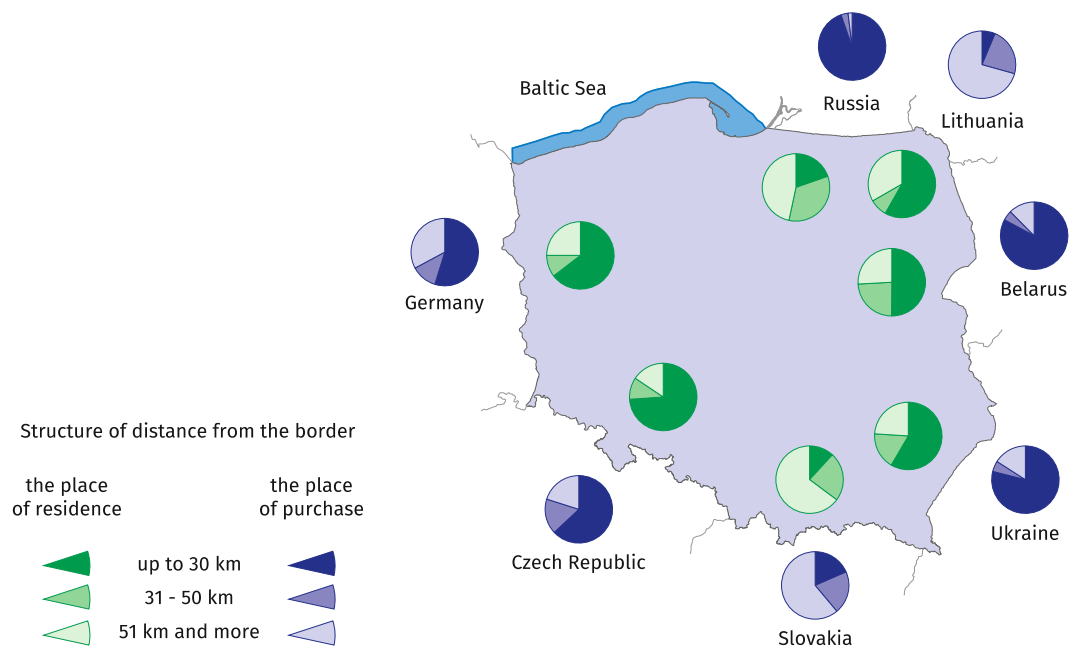 Baltic Sea
Russia
Lithuania
Belarus
Germany
Ukraine
Czech Republic
Slovakia
Structure of distance from the border
the place
of residence
the place
of purchase
up to 30 km
31 - 50 km
51 km and more